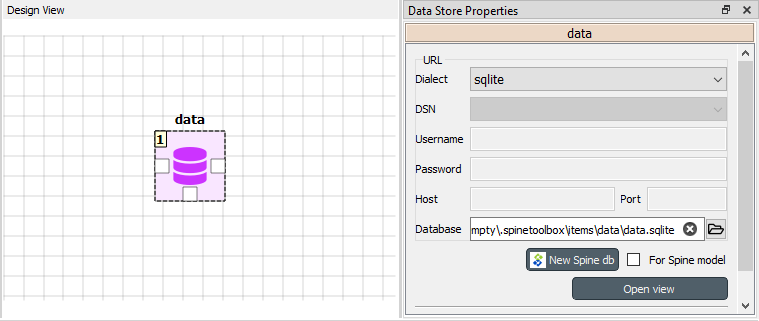 Design View
data
1
Data Store Properties
data
URL
Dialect sqlite
DSN
Username
Password
Host Port
Database mpty\.spinetoolbox\items\data\data.sqlite
New Spine db For Spine model
Open view